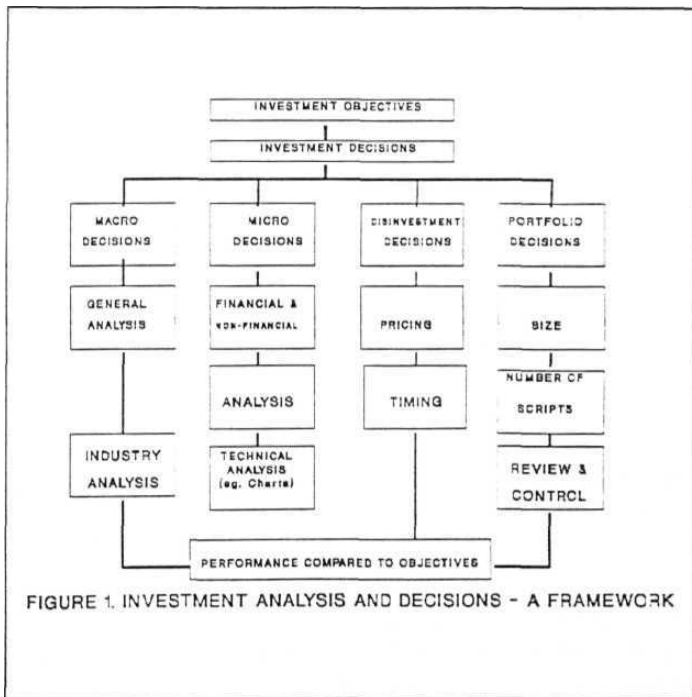 INVESTMENT OBJECTIVES
INVESTMENT DECISIONS
MACRO
DECISIONS
MICRO
DECISIONS
DISINVESTMENT
DECISIONS
PORTFOLIO
DECISIONS
GENERAL
ANALYSIS
FINANCIAL &
NON-FINANCIAL
PRICING
SIZE
ANALYSIS
TIMING
NUMBER OF
SCRIPTS
INDUSTRY
ANALYSIS
TECHNICAL
ANALYSIS
(eg. Charts)
REVIEW &
CONTROL
PERFORMANCE COMPARED TO OBJECTIVES
FIGURE 1. INVESTMENT ANALYSIS AND DECISIONS - A FRAMEWORK